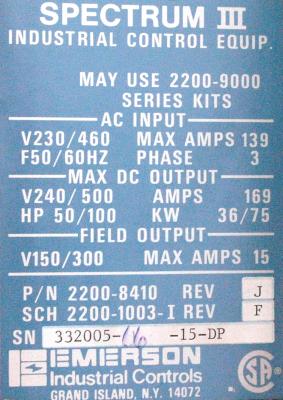 SPECTRUM III
INDUSTRIAL CONTROL EQUIP.
MAY USE 2200-9000
SERIES KITS
AC INPUT
V230/460 MAX AMPS 139
F50/60HZ PHASE 3
MAX DC OUTPUT
V240/500 AMPS 169
HP 50/100 KW 36/75
FIELD OUTPUT
V150/300 MAX AMPS 15
P/N 2200-8410 REV J
SCH 2200-1003-I REV F
SN 332005- -15-DP
EMERSON
Industrial Controls
GRAND ISLAND, N.Y. 14072
SA